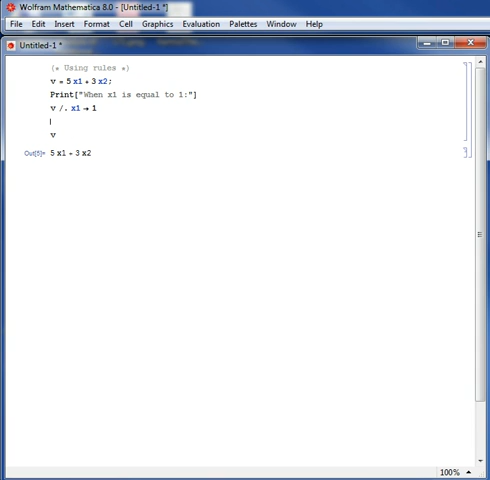 Wolfram Mathematica 8.0 - [Untitled-1 *]
File Edit Insert Format Cell Graphics Evaluation Palettes Window Help
Untitled-1 *
(* Using rules *)
v = 5 x1 + 3 x2;
Print["When x1 is equal to 1:"]
v /. x1 → 1
v
Out[5]= 5 x1 + 3 x2
100%